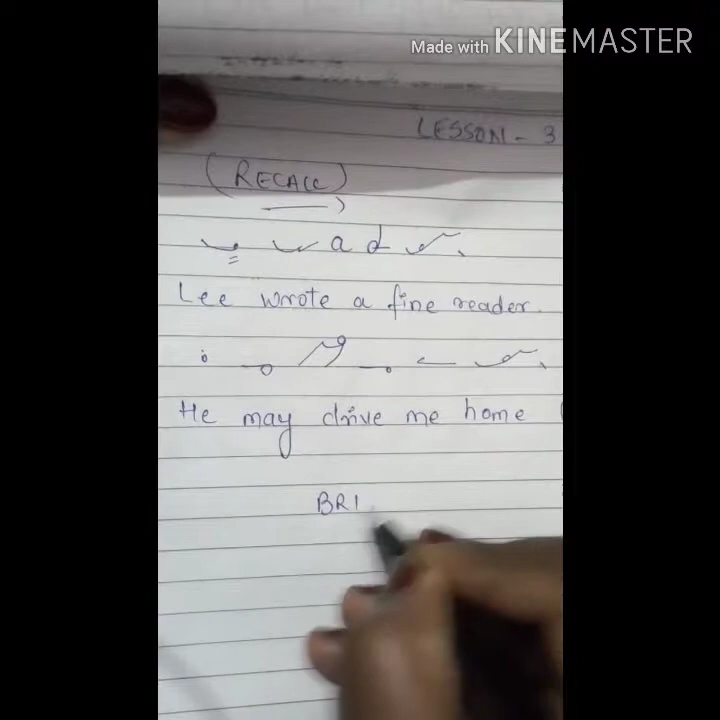 Made with KINEMASTER
LESSON - 3
(RECALL)
Lee wrote a fine reader.
He may drive me home
BRI